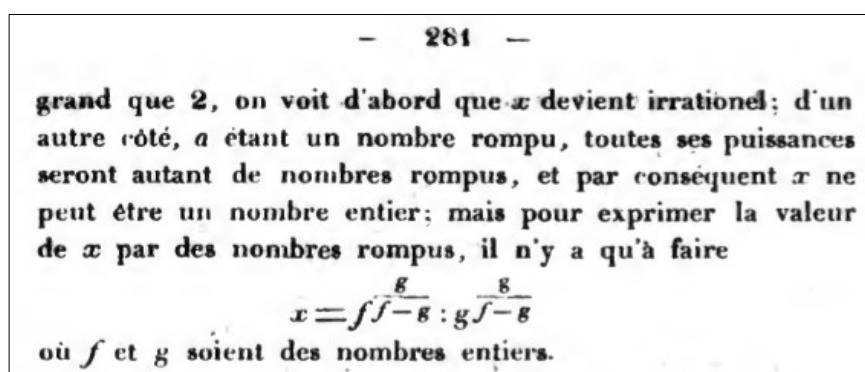 — 281 —
grand que 2, on voit d'abord que x devient irrationel; d'un
autre côté, a étant un nombre rompu, toutes ses puissances
seront autant de nombres rompus, et par conséquent x ne
peut être un nombre entier; mais pour exprimer la valeur
de x par des nombres rompus, il n'y a qu'à faire
x = f^{\frac{g}{f-g}} : g^{\frac{g}{f-g}}
où f et g soient des nombres entiers.